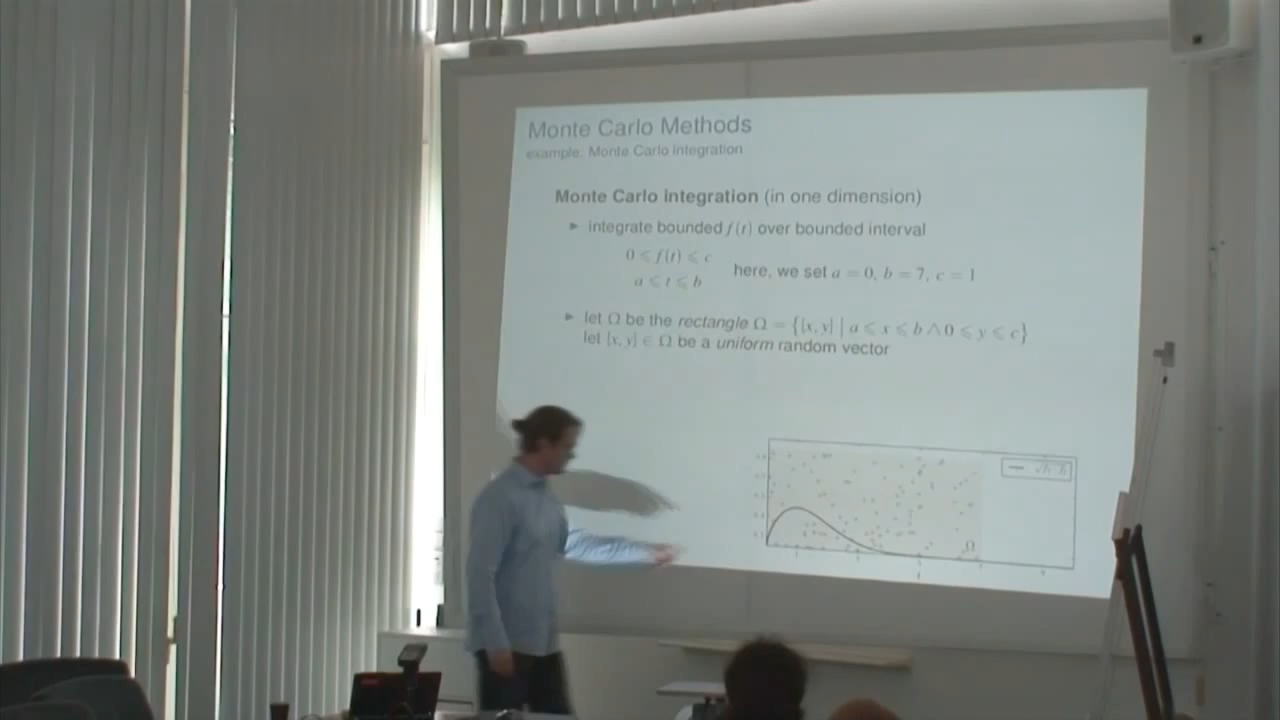 Monte Carlo Methods
example: Monte Carlo integration
Monte Carlo integration (in one dimension)
► integrate bounded f(t) over bounded interval
0 ⩽ f(t) ⩽ c
a ⩽ t ⩽ b
here, we set a = 0, b = 7, c = 1
► let Ω be the rectangle Ω = {[x, y] | a ⩽ x ⩽ b ∧ 0 ⩽ y ⩽ c}
let [x, y] ∈ Ω be a uniform random vector
Ω